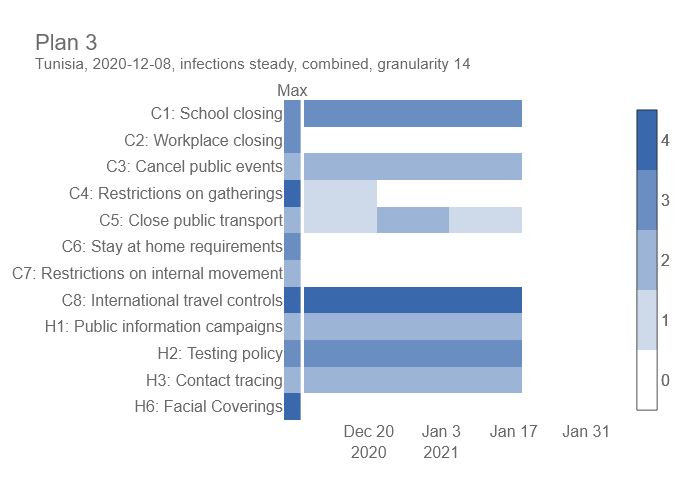 Plan 3
Tunisia, 2020-12-08, infections steady, combined, granularity 14
Max
C1: School closing
C2: Workplace closing
C3: Cancel public events
C4: Restrictions on gatherings
C5: Close public transport
C6: Stay at home requirements
C7: Restrictions on internal movement
C8: International travel controls
H1: Public information campaigns
H2: Testing policy
H3: Contact tracing
H6: Facial Coverings
4
3
2
1
0
Dec 20 Jan 3 Jan 17 Jan 31
2020 2021